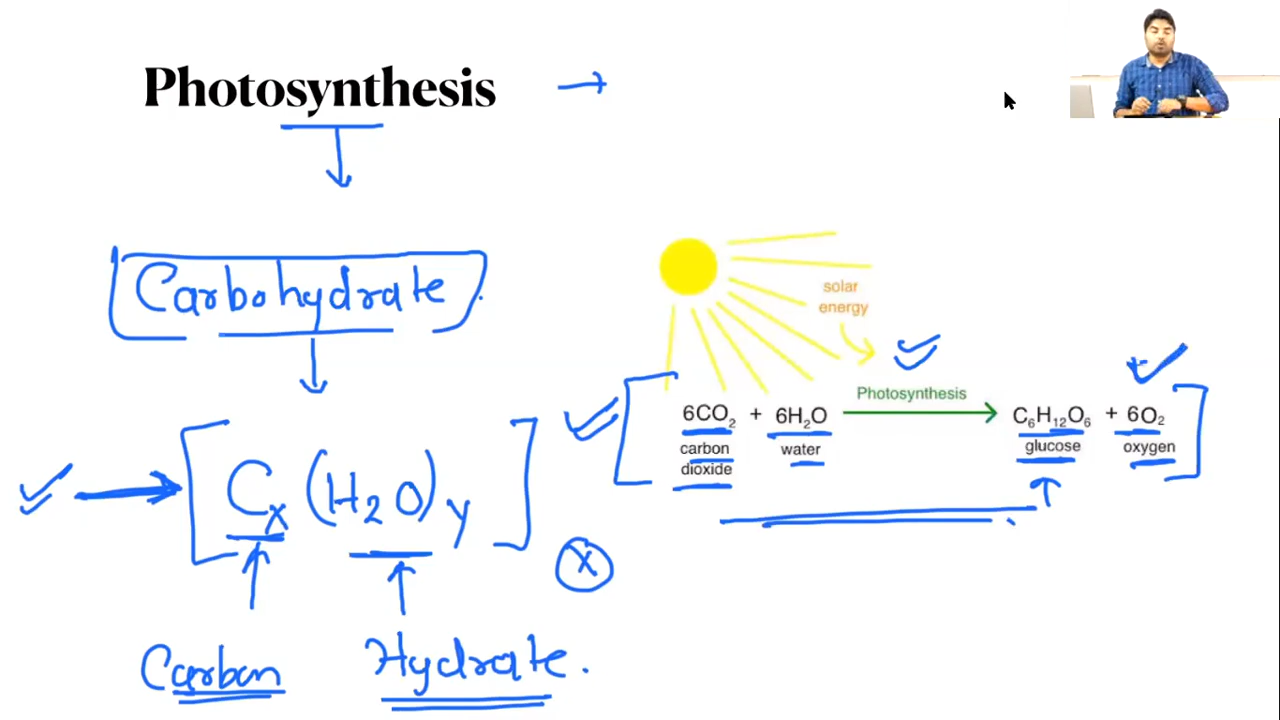 Photosynthesis →
Carbohydrate
Cx (H2O)y
X
Carbon Hydrate.
solar
energy
Photosynthesis
6CO₂ + 6H₂O → C₆H₁₂O₆ + 6O₂
carbon water glucose oxygen
dioxide